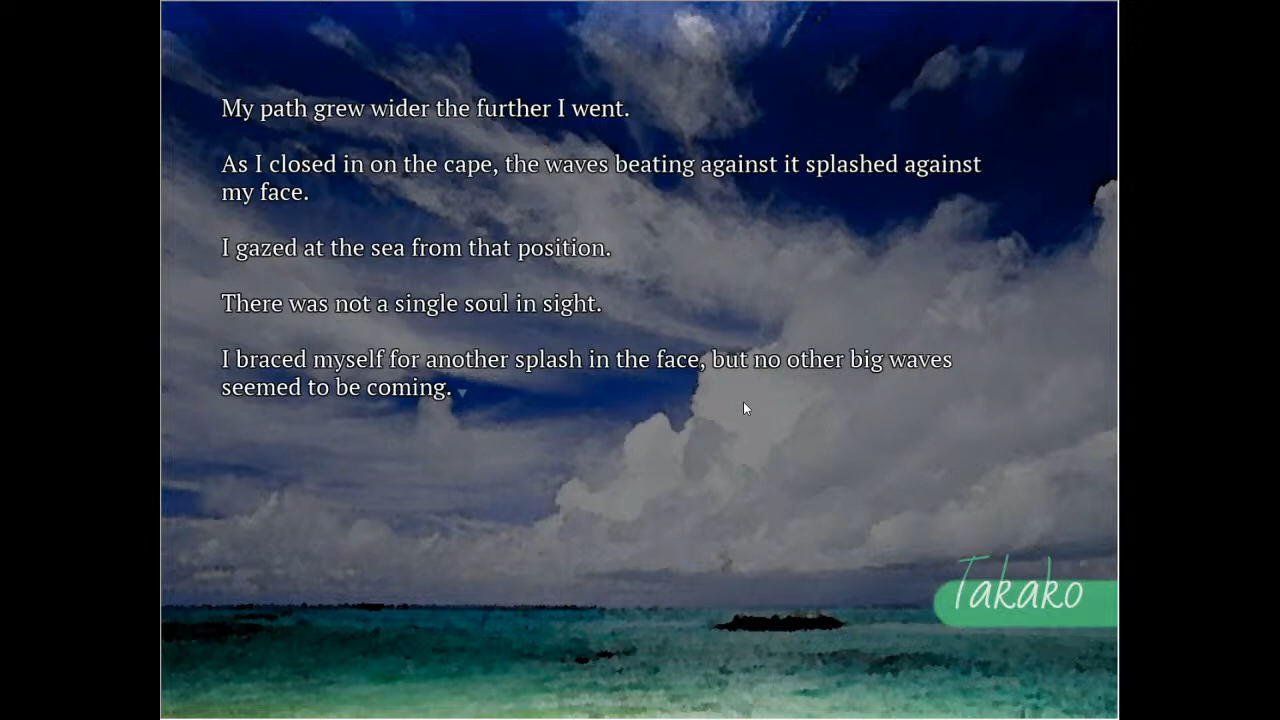 My path grew wider the further I went.
As I closed in on the cape, the waves beating against it splashed against
my face.
I gazed at the sea from that position.
There was not a single soul in sight.
I braced myself for another splash in the face, but no other big waves
seemed to be coming.
Takako